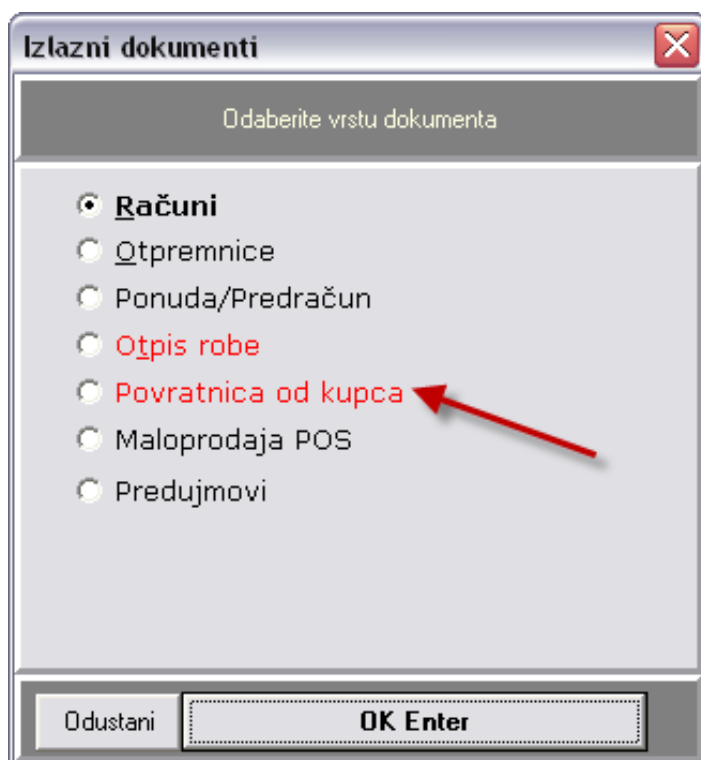 Izlazni dokumenti
Odaberite vrstu dokumenta
Računi
Otpremnice
Ponuda/Predračun
Otpis robe
Povratnica od kupca
Maloprodaja POS
Predujmovi
Odustani
OK Enter